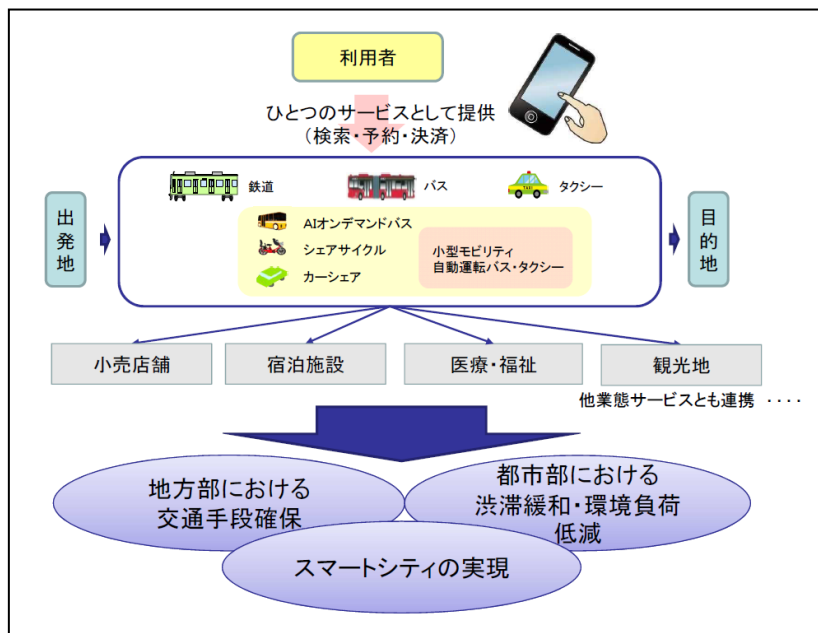 利用者
ひとつのサービスとして提供
(検索・予約・決済)
鉄道
バス
タクシー
TAXI
出発地
AIオンデマンドバス
シェアサイクル
カーシェア
小型モビリティ
自動運転バス・タクシー
目的地
小売店舗
宿泊施設
医療・福祉
観光地
他業態サービスとも連携 ・・・・
地方部における
交通手段確保
都市部における
渋滞緩和・環境負荷
低減
スマートシティの実現